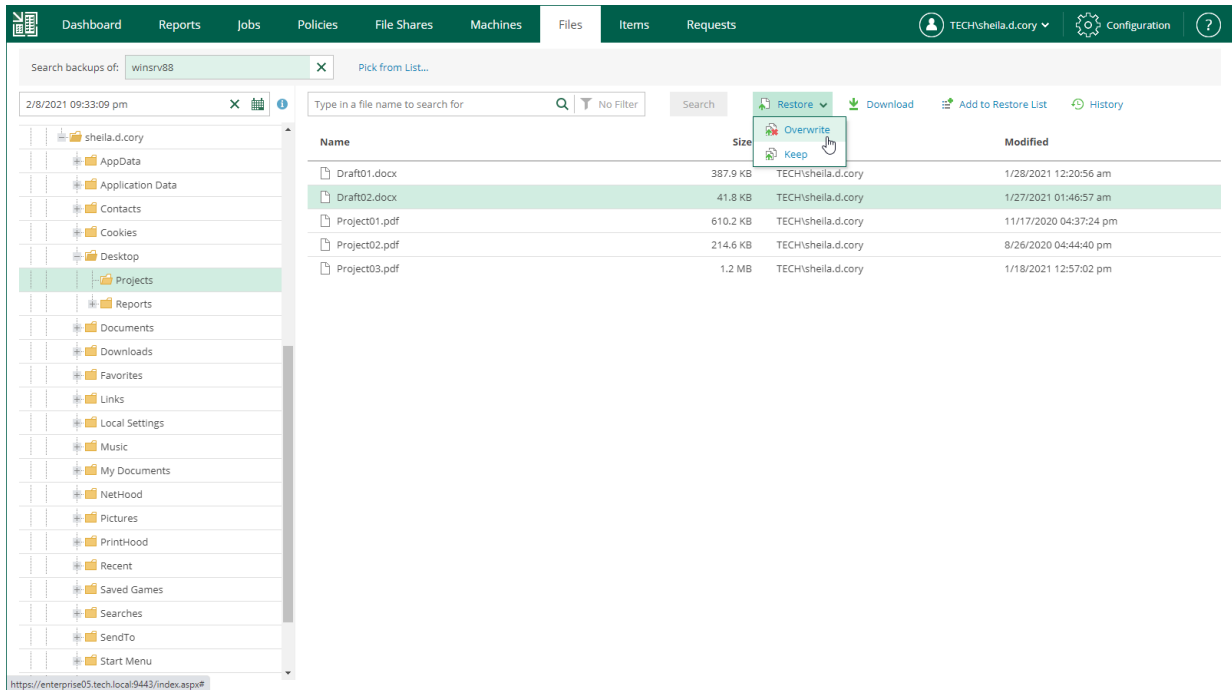 Dashboard Reports Jobs Policies File Shares Machines Files Items Requests TECH\sheila.d.cory Configuration ?
Search backups of: winsrv88 Pick from List...
2/8/2021 09:33:09 pm Type in a file name to search for No Filter Search Restore Download Add to Restore List History
sheila.d.cory
Overwrite
Name Size Modified
Keep
AppData
Draft01.docx 387.9 KB TECH\sheila.d.cory 1/28/2021 12:20:56 am
Application Data
Draft02.docx 41.8 KB TECH\sheila.d.cory 1/27/2021 01:46:57 am
Contacts
Project01.pdf 610.2 KB TECH\sheila.d.cory 11/17/2020 04:37:24 pm
Cookies
Project02.pdf 214.6 KB TECH\sheila.d.cory 8/26/2020 04:44:40 pm
Desktop
Project03.pdf 1.2 MB TECH\sheila.d.cory 1/18/2021 12:57:02 pm
Projects
Reports
Documents
Downloads
Favorites
Links
Local Settings
Music
My Documents
NetHood
Pictures
PrintHood
Recent
Saved Games
Searches
SendTo
Start Menu
https://enterprise05.tech.local:9443/index.aspx#